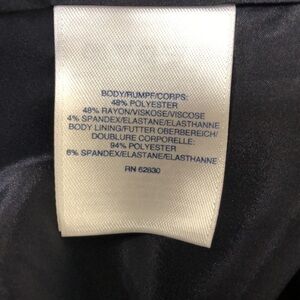 BODY/RUMPF/CORPS:
48% POLYESTER
48% RAYON/VISKOSE/VISCOSE
4% SPANDEX/ELASTANE/ELASTHANNE
BODY LINING/FUTTER OBERBEREICH/
DOUBLURE CORPORELLE:
94% POLYESTER
6% SPANDEX/ELASTANE/ELASTHANNE
RN 62830